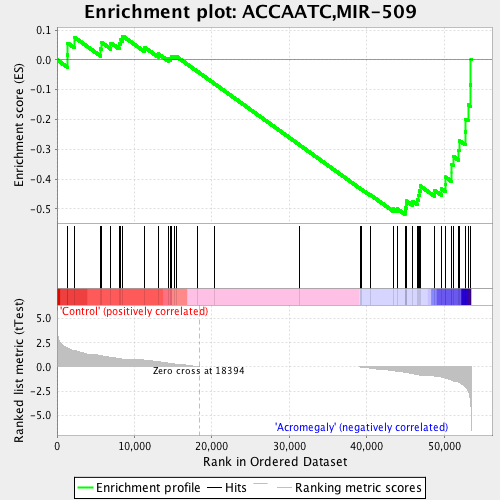 Enrichment plot: ACCAATC,MIR-509
Enrichment score (ES)
0.1
0.0
-0.1
-0.2
-0.3
-0.4
-0.5
'Control' (positively correlated)
Ranked list metric (tTest)
5.0
2.5
0.0
-2.5
-5.0
Zero cross at 18394
'Acromegaly' (negatively correlated)
0 10,000 20,000 30,000 40,000 50,000
Rank in Ordered Dataset
Enrichment profile Hits Ranking metric scores